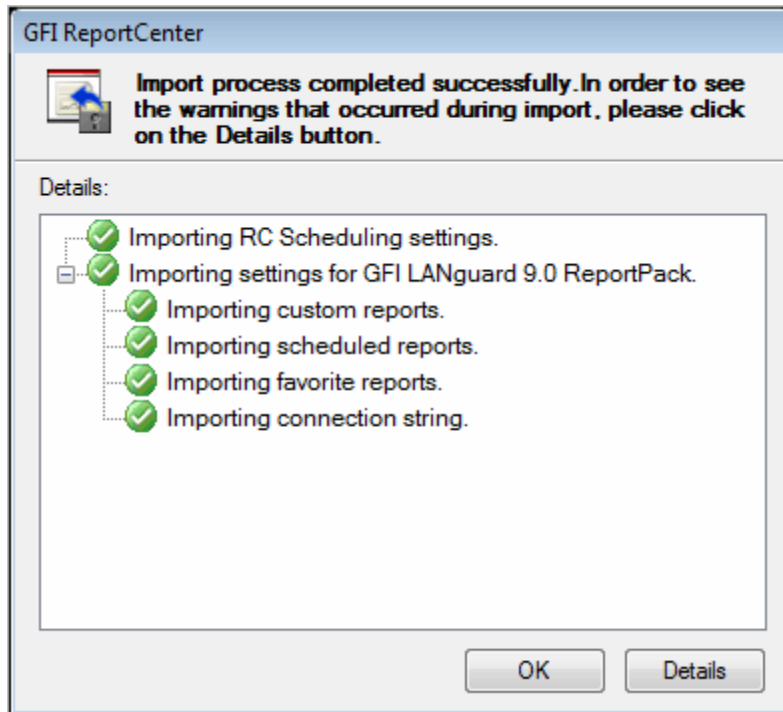 GFI ReportCenter
Import process completed successfully.In order to see
the warnings that occurred during import, please click
on the Details button.
Details:
Importing RC Scheduling settings.
Importing settings for GFI LANguard 9.0 ReportPack.
Importing custom reports.
Importing scheduled reports.
Importing favorite reports.
Importing connection string.
OK
Details